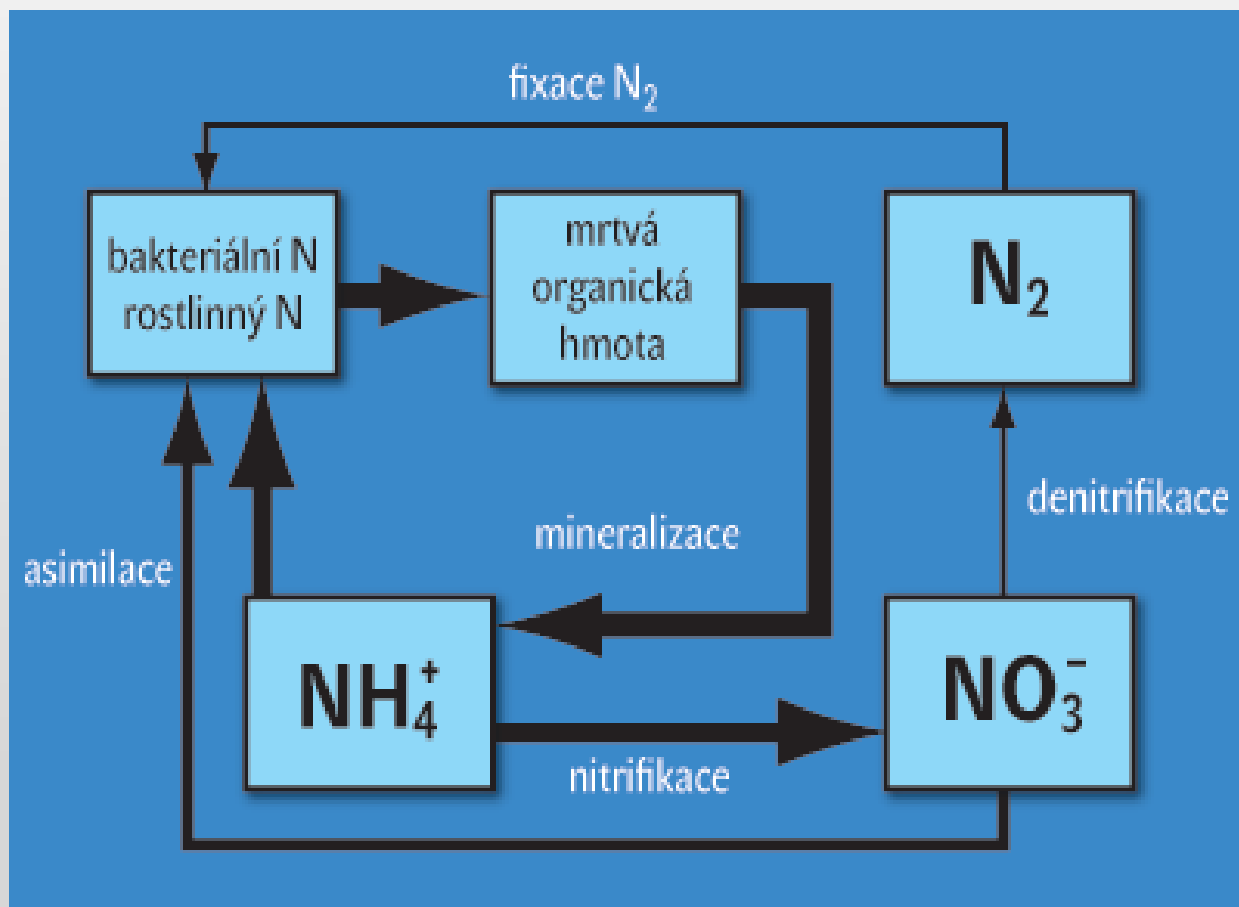 fixace N₂
bakteriální N
rostlinný N
mrtvá
organická
hmota
N₂
denitrifikace
mineralizace
asimilace
NH₄⁺
NO₃⁻
nitrifikace